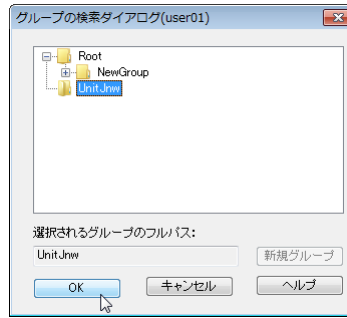 グループの検索ダイアログ(user01)
Root
NewGroup
UnitJnw
選択されるグループのフルパス:
UnitJnw
新規グループ
OK
キャンセル
ヘルプ